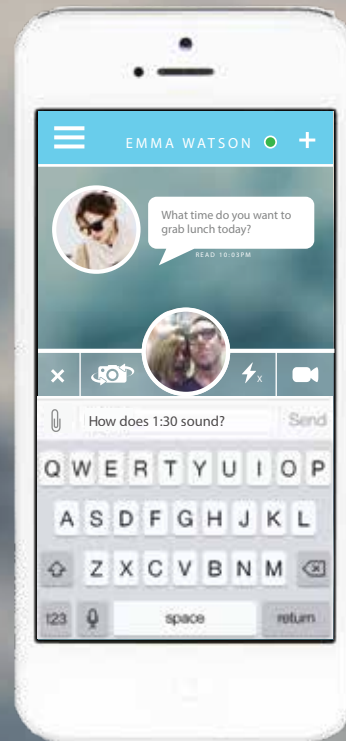 EMMA WATSON
What time do you want to
grab lunch today?
READ 10:03PM
x
How does 1:30 sound?
Send
Q W E R T Y U I O P
A S D F G H J K L
Z X C V B N M
123
space
return